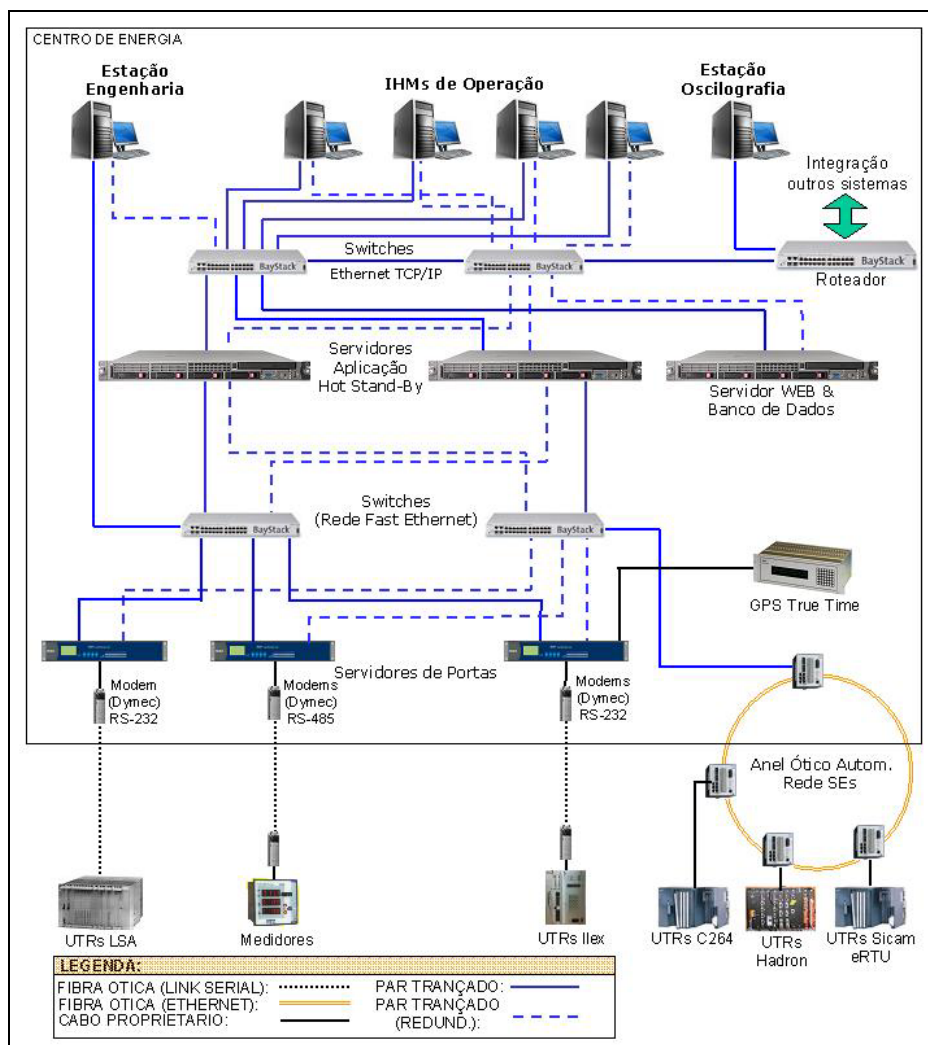 CENTRO DE ENERGIA
Estação
Engenharia
IHMs de Operação
Estação
Oscilografia
Integração
outros sistemas
Switches
Ethernet TCP/IP
BayStack
BayStack
Roteador
Servidores
Aplicação
Hot Stand-By
Servidor WEB &
Banco de Dados
Switches
(Rede Fast Ethernet)
BayStack
BayStack
GPS True Time
Servidores de Portas
Modem
(Dymec)
RS-232
Modems
(Dymec)
RS-485
Modems
(Dymec)
RS-232
Anel Ótico Autom.
Rede SEs
UTRs LSA
Medidores
UTRs Ilex
UTRs C264
UTRs
Hadron
UTRs Sicam
eRTU
LEGENDA:
FIBRA OTICA (LINK SERIAL):
PAR TRANÇADO:
FIBRA OTICA (ETHERNET):
PAR TRANÇADO
(REDUND.):
CABO PROPRIETARIO: